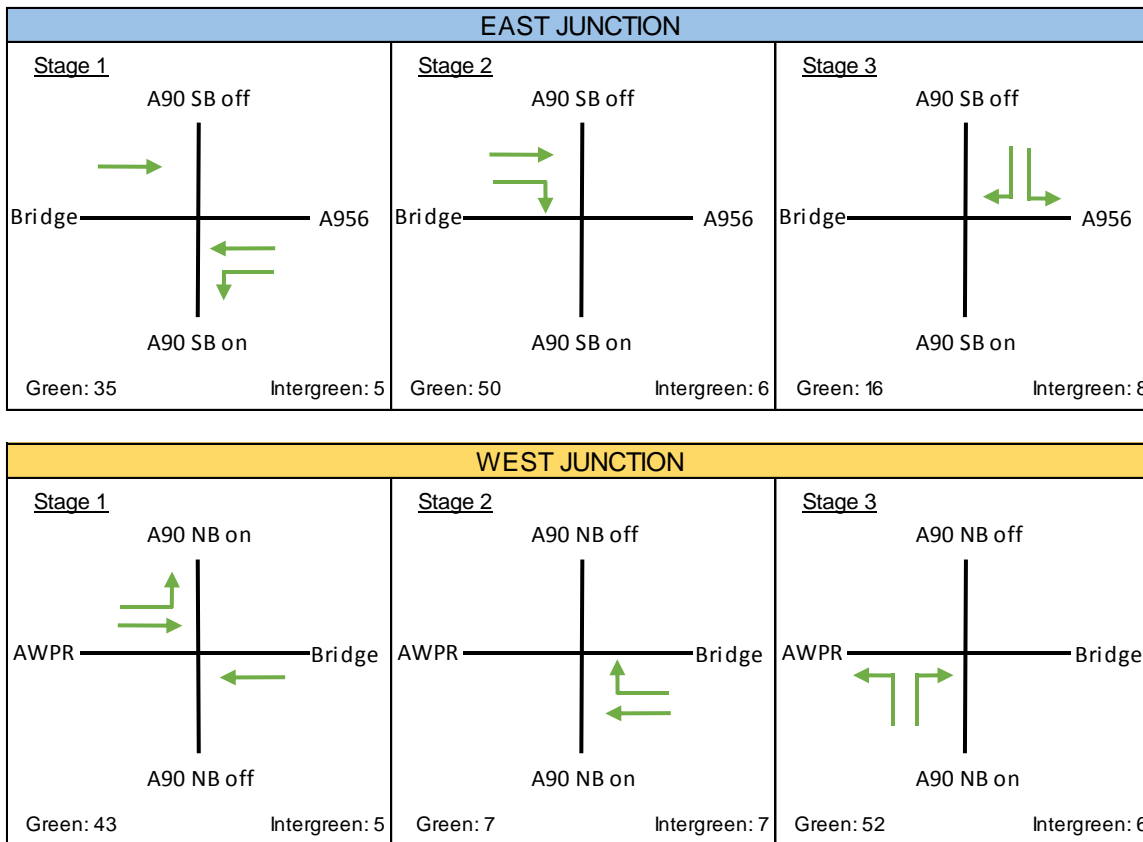 EAST JUNCTION
Stage 1
A90 SB off
Bridge
A956
A90 SB on
Green: 35
Intergreen: 5
Stage 2
A90 SB off
Bridge
A956
A90 SB on
Green: 50
Intergreen: 6
Stage 3
A90 SB off
Bridge
A956
A90 SB on
Green: 16
Intergreen: 8
WEST JUNCTION
Stage 1
A90 NB on
AWPR
Bridge
A90 NB off
Green: 43
Intergreen: 5
Stage 2
A90 NB off
AWPR
Bridge
A90 NB on
Green: 7
Intergreen: 7
Stage 3
A90 NB off
AWPR
Bridge
A90 NB on
Green: 52
Intergreen: 6